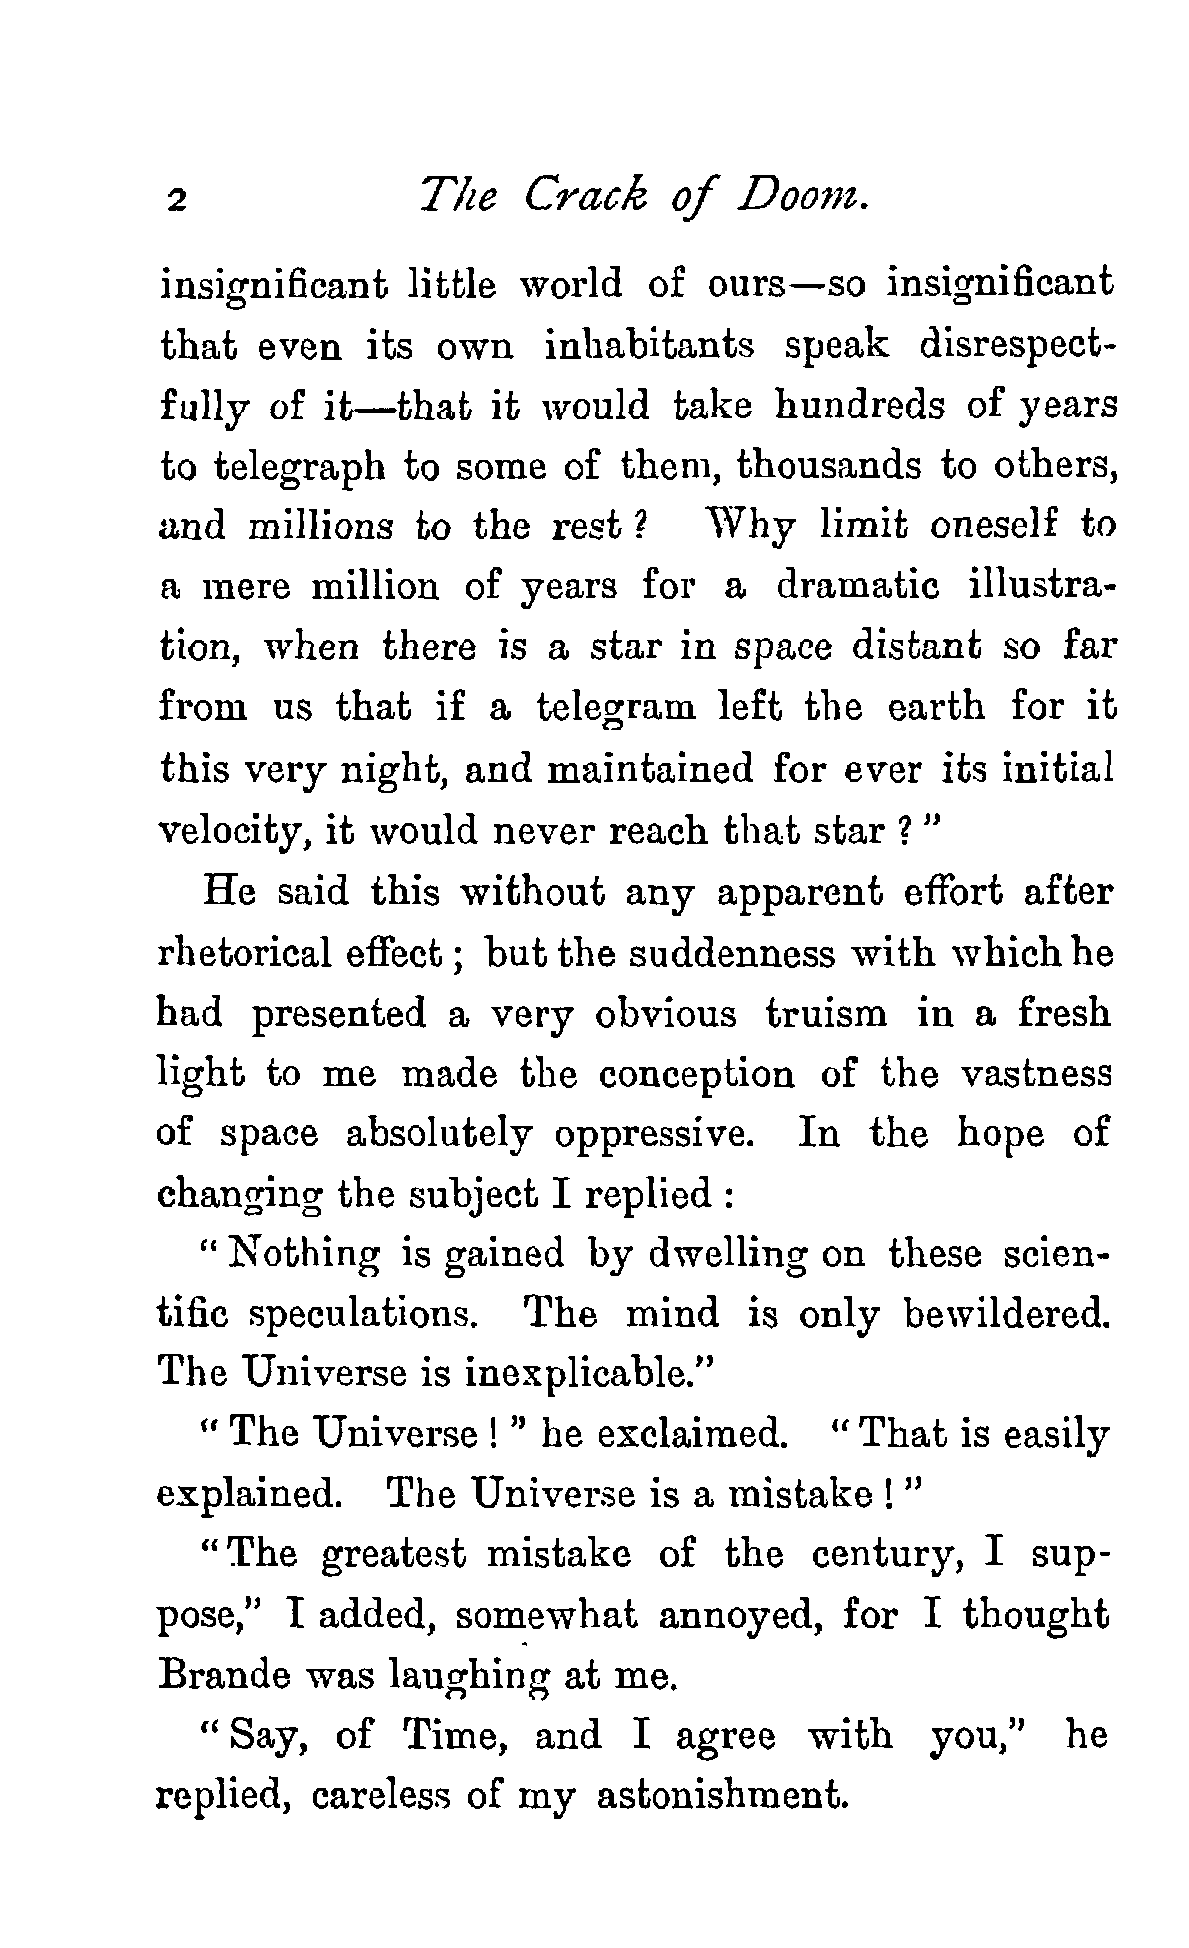 2 The Crack of Doom.
insignificant little world of ours—so insignificant
that even its own inhabitants speak disrespect-
fully of it—that it would take hundreds of years
to telegraph to some of them, thousands to others,
and millions to the rest ? Why limit oneself to
a mere million of years for a dramatic illustra-
tion, when there is a star in space distant so far
from us that if a telegram left the earth for it
this very night, and maintained for ever its initial
velocity, it would never reach that star ? ”
He said this without any apparent effort after
rhetorical effect ; but the suddenness with which he
had presented a very obvious truism in a fresh
light to me made the conception of the vastness
of space absolutely oppressive. In the hope of
changing the subject I replied :
“ Nothing is gained by dwelling on these scien-
tific speculations. The mind is only bewildered.
The Universe is inexplicable.”
“ The Universe ! ” he exclaimed. “ That is easily
explained. The Universe is a mistake ! ”
“ The greatest mistake of the century, I sup-
pose,” I added, somewhat annoyed, for I thought
Brande was laughing at me.
“ Say, of Time, and I agree with you,” he
replied, careless of my astonishment.